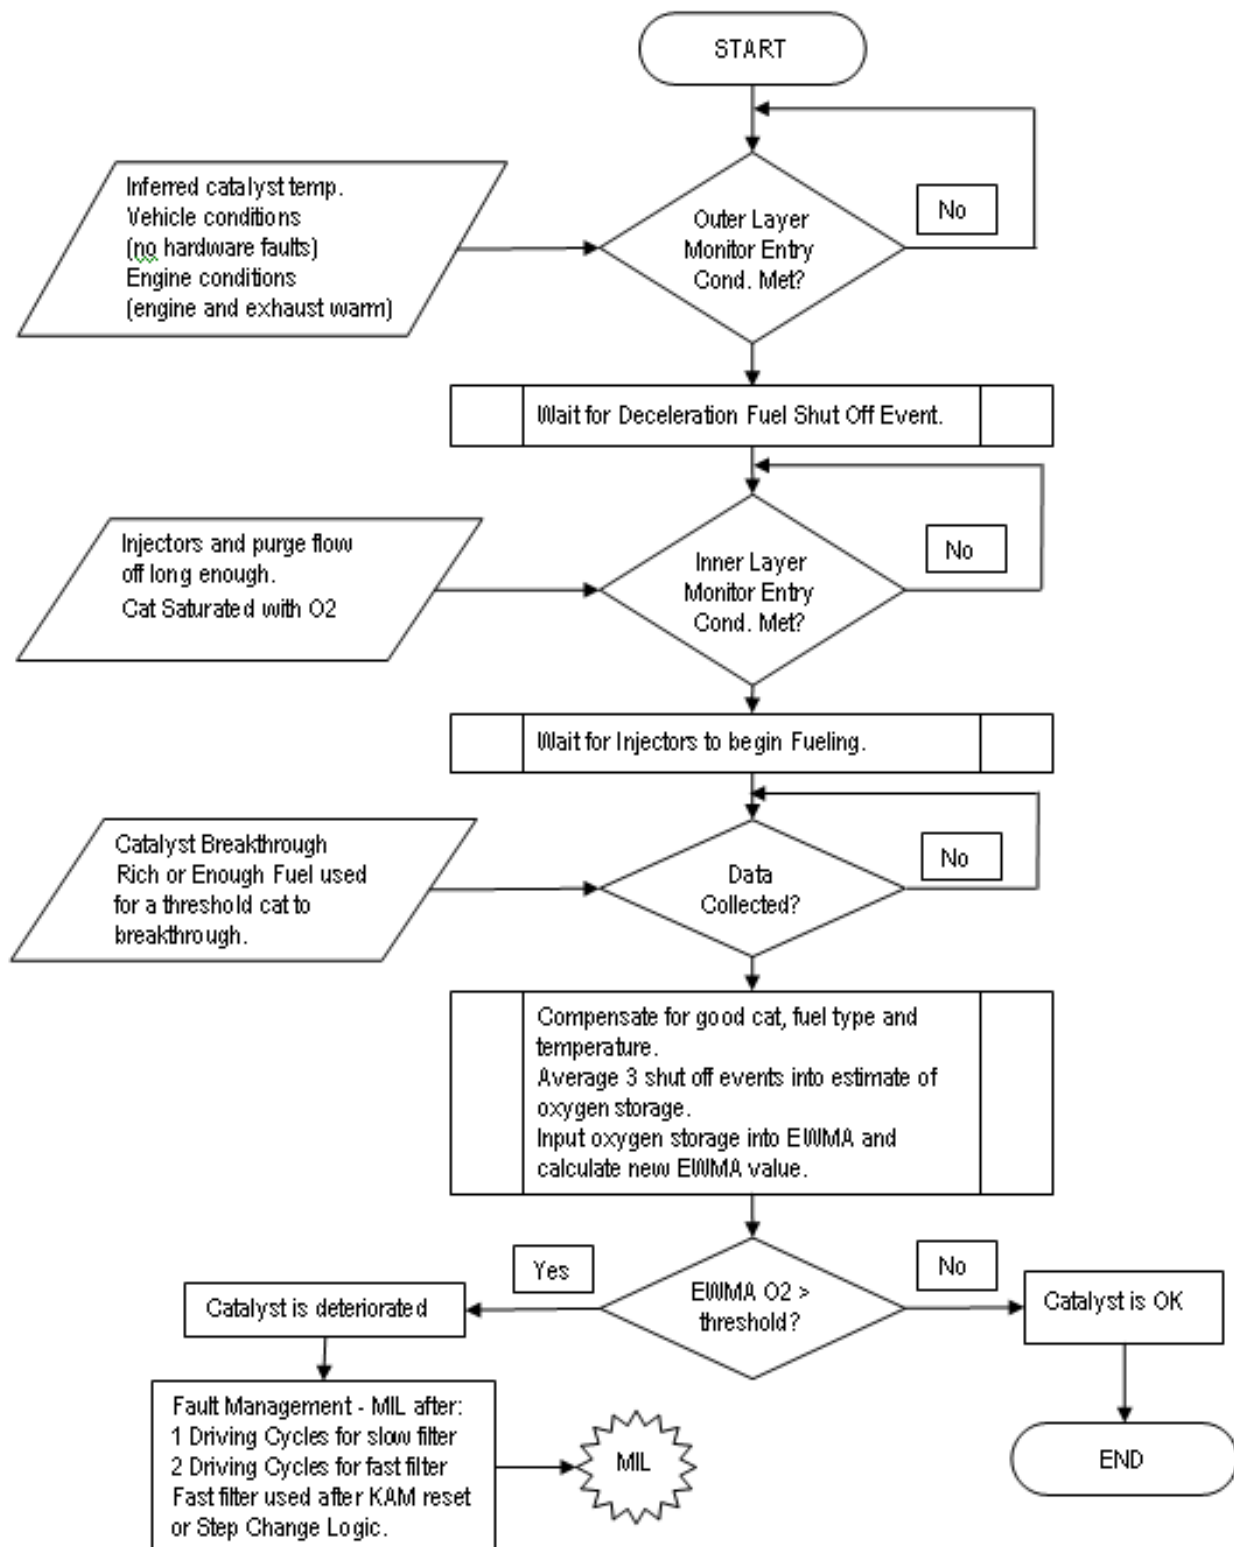 START
Inferred catalyst temp.
Vehicle conditions
(no hardware faults)
Engine conditions
(engine and exhaust warm)
Outer Layer
Monitor Entry
Cond. Met?
No
Wait for Deceleration Fuel Shut Off Event.
Injectors and purge flow
off long enough.
Cat Saturated with O2
Inner Layer
Monitor Entry
Cond. Met?
No
Wait for Injectors to begin Fueling.
Catalyst Breakthrough
Rich or Enough Fuel used
for a threshold cat to
breakthrough.
Data
Collected?
No
Compensate for good cat, fuel type and
temperature.
Average 3 shut off events into estimate of
oxygen storage.
Input oxygen storage into EWMA and
calculate new EWMA value.
Yes
EWMA O2 >
threshold?
No
Catalyst is deteriorated
Catalyst is OK
Fault Management - MIL after:
1 Driving Cycles for slow filter
2 Driving Cycles for fast filter
Fast filter used after KAM reset
or Step Change Logic.
MIL
END